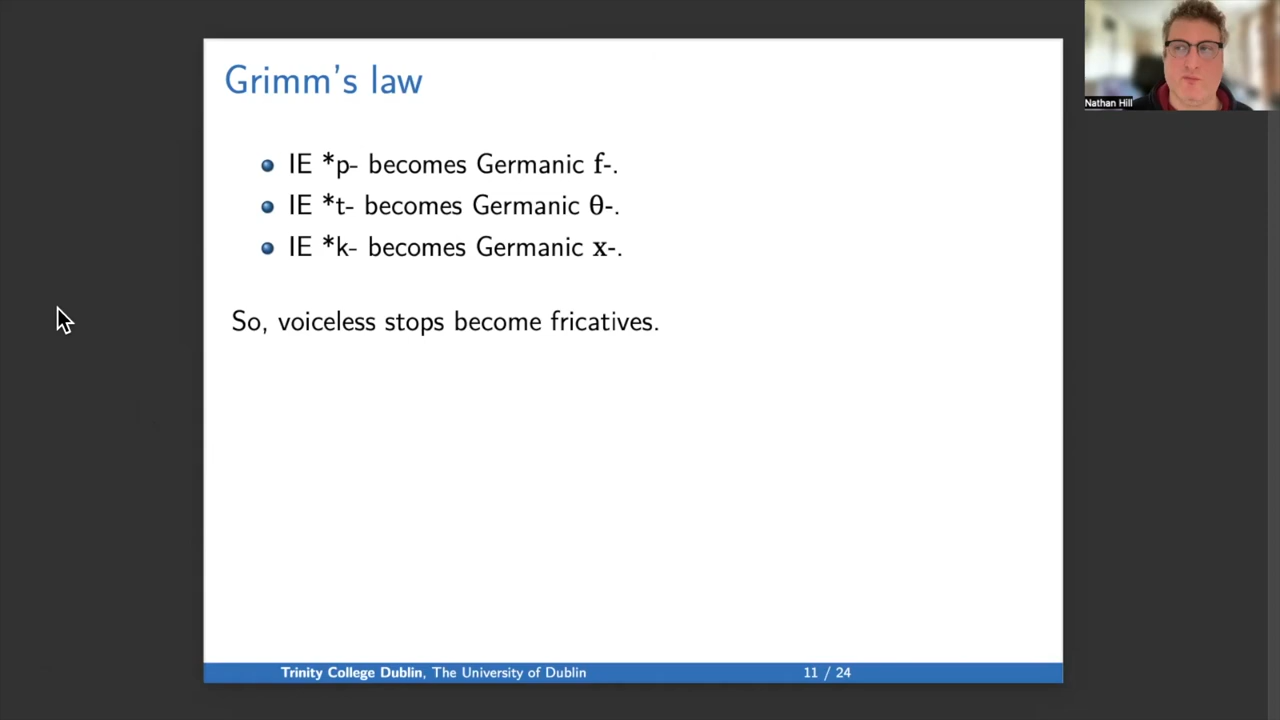 Grimm's law
IE *p- becomes Germanic f-.
IE *t- becomes Germanic θ-.
IE *k- becomes Germanic x-.
So, voiceless stops become fricatives.
Trinity College Dublin, The University of Dublin 11 / 24
Nathan Hill